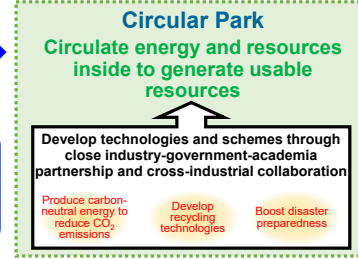 Circular Park
Circulate energy and resources
inside to generate usable
resources
Develop technologies and schemes through
close industry-government-academia
partnership and cross-industrial collaboration
Produce carbon-
neutral energy to
reduce CO₂
emissions
Develop
recycling
technologies
Boost disaster
preparedness